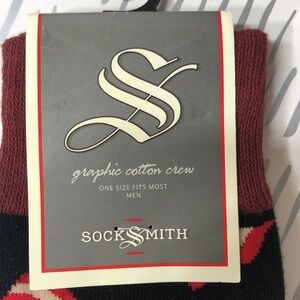 S
graphic cotton crew
ONE SIZE FITS MOST
MEN
SOCKSMITH